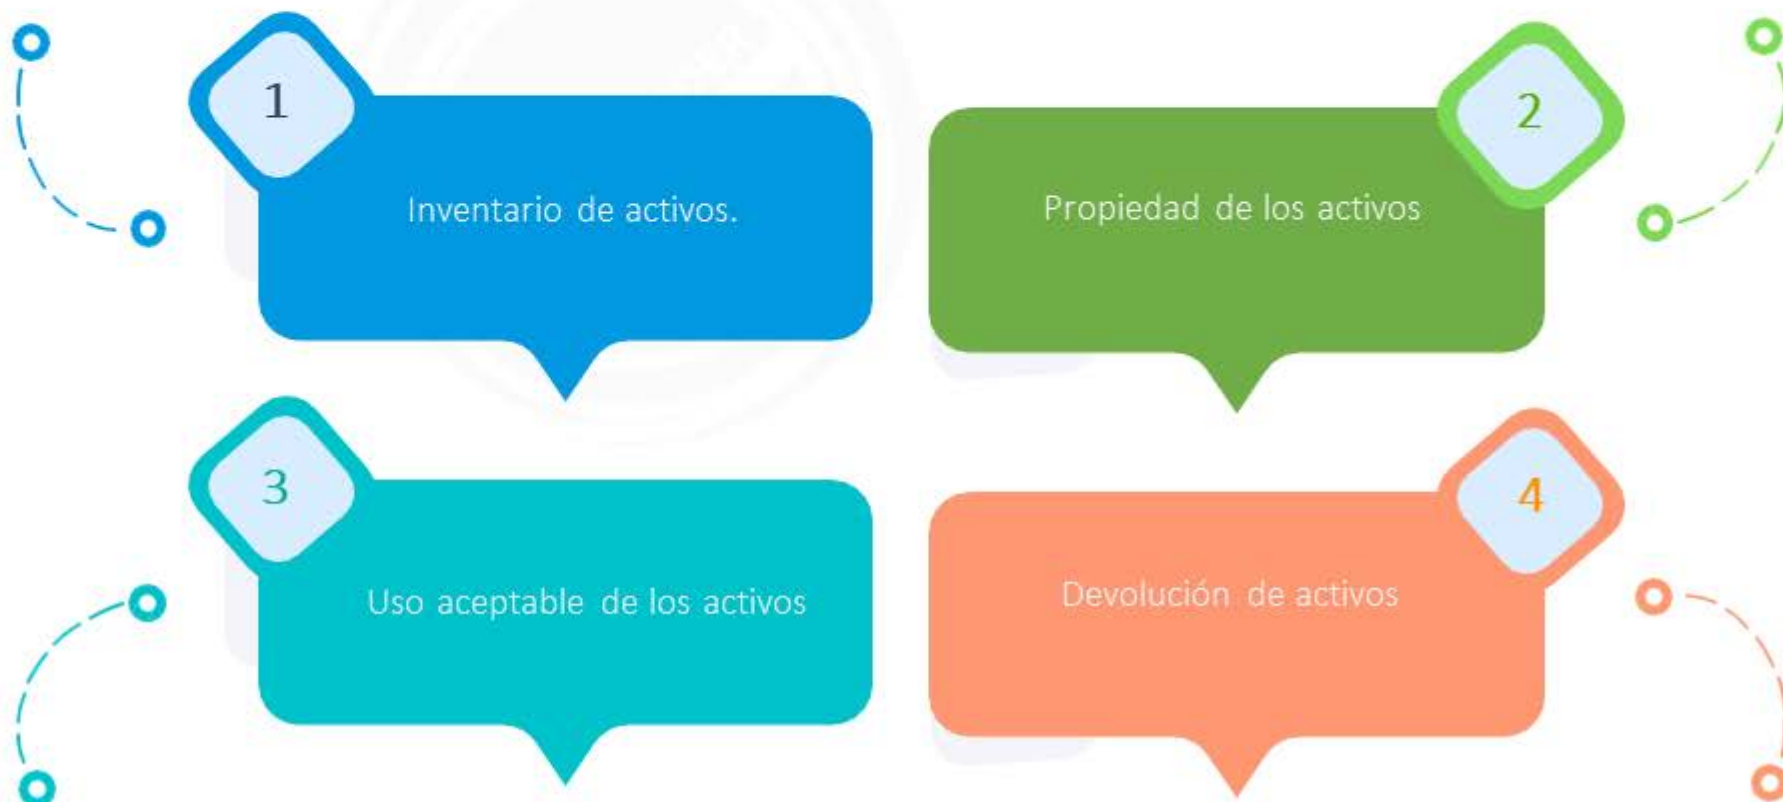 1
Inventario de activos.
2
Propiedad de los activos
3
Uso aceptable de los activos
4
Devolución de activos